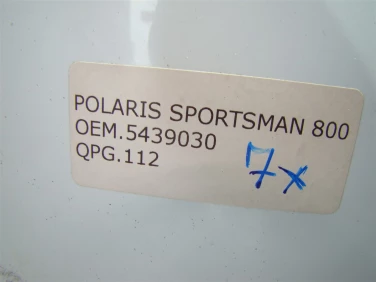 POLARIS SPORTSMAN 800
OEM.5439030
QPG.112
7x